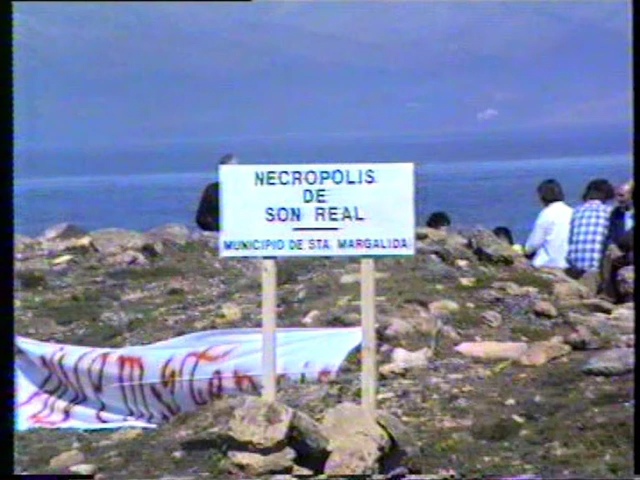 NECROPOLIS
DE
SON REAL
MUNICIPIO DE STA. MARGALIDA